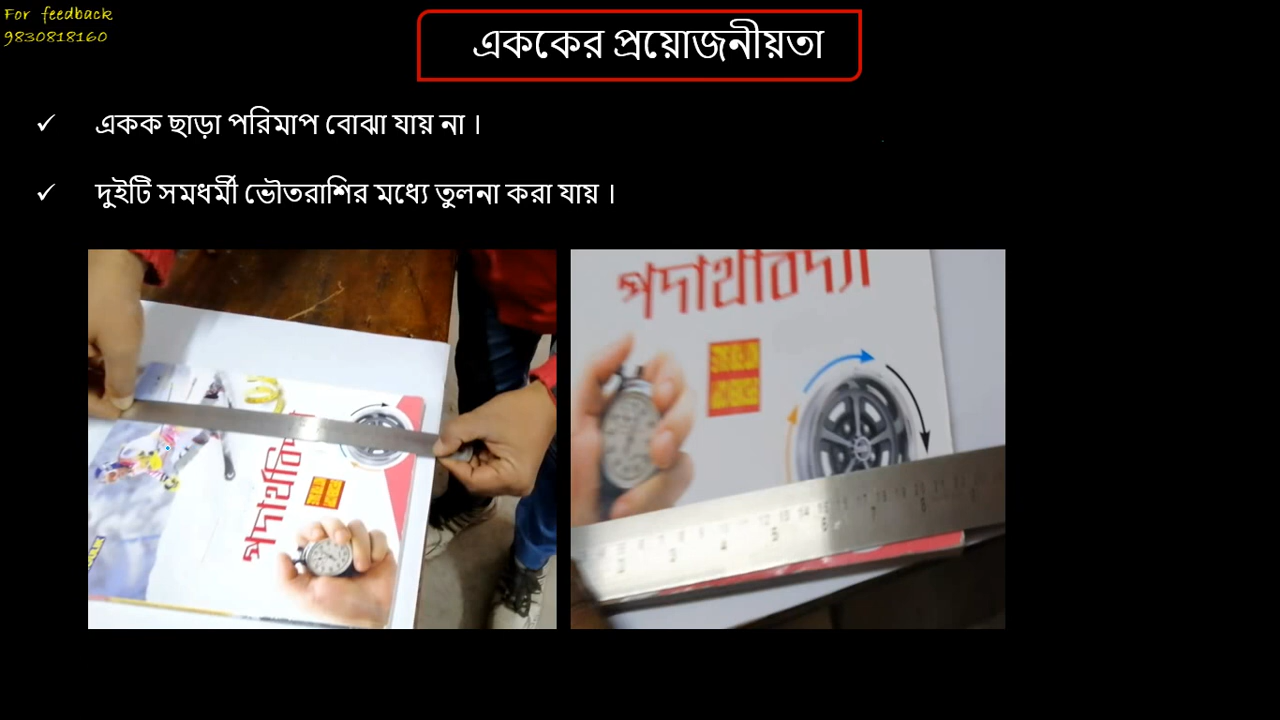 For feedback
9830818160
এককের প্রয়োজনীয়তা
✓ একক ছাড়া পরিমাপ বোঝা যায় না ।
✓ দুইটি সমধর্মী ভৌতরাশির মধ্যে তুলনা করা যায় ।
পদার্থবিদ্যা
পদার্থবিদ্যা